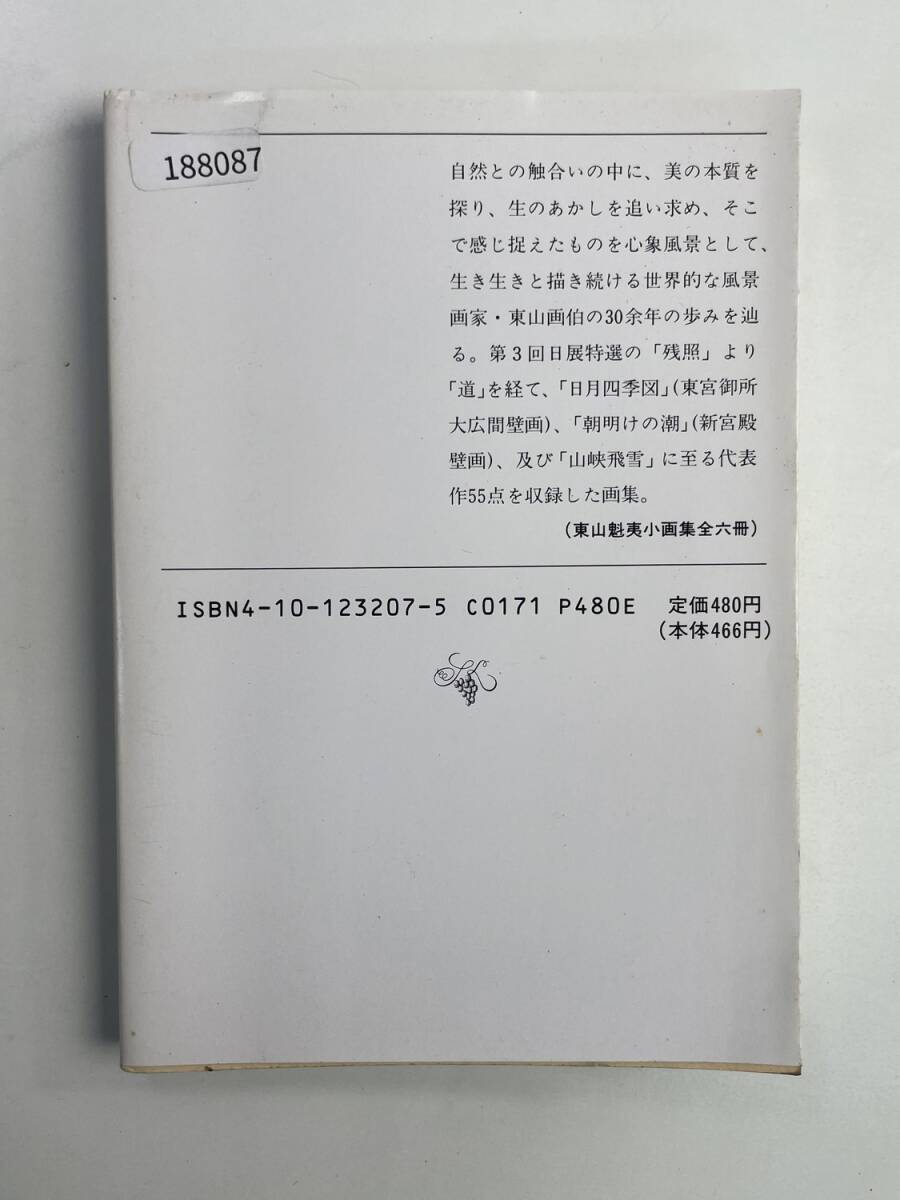 188087
自然との触合いの中に、美の本質を
探り、生のあかしを追い求め、そこ
で感じ捉えたものを心象風景として、
生き生きと描き続ける世界的な風景
画家・東山画伯の30余年の歩みを辿
る。第3回日展特選の「残照」より
「道」を経て、「日月四季図」(東宮御所
大広間壁画)、「朝明けの潮」(新宮殿
壁画)、及び「山峡飛雪」に至る代表
作55点を収録した画集。
(東山魁夷小画集全六冊)
ISBN4-10-123207-5 C0171 P480E 定価480円
(本体466円)